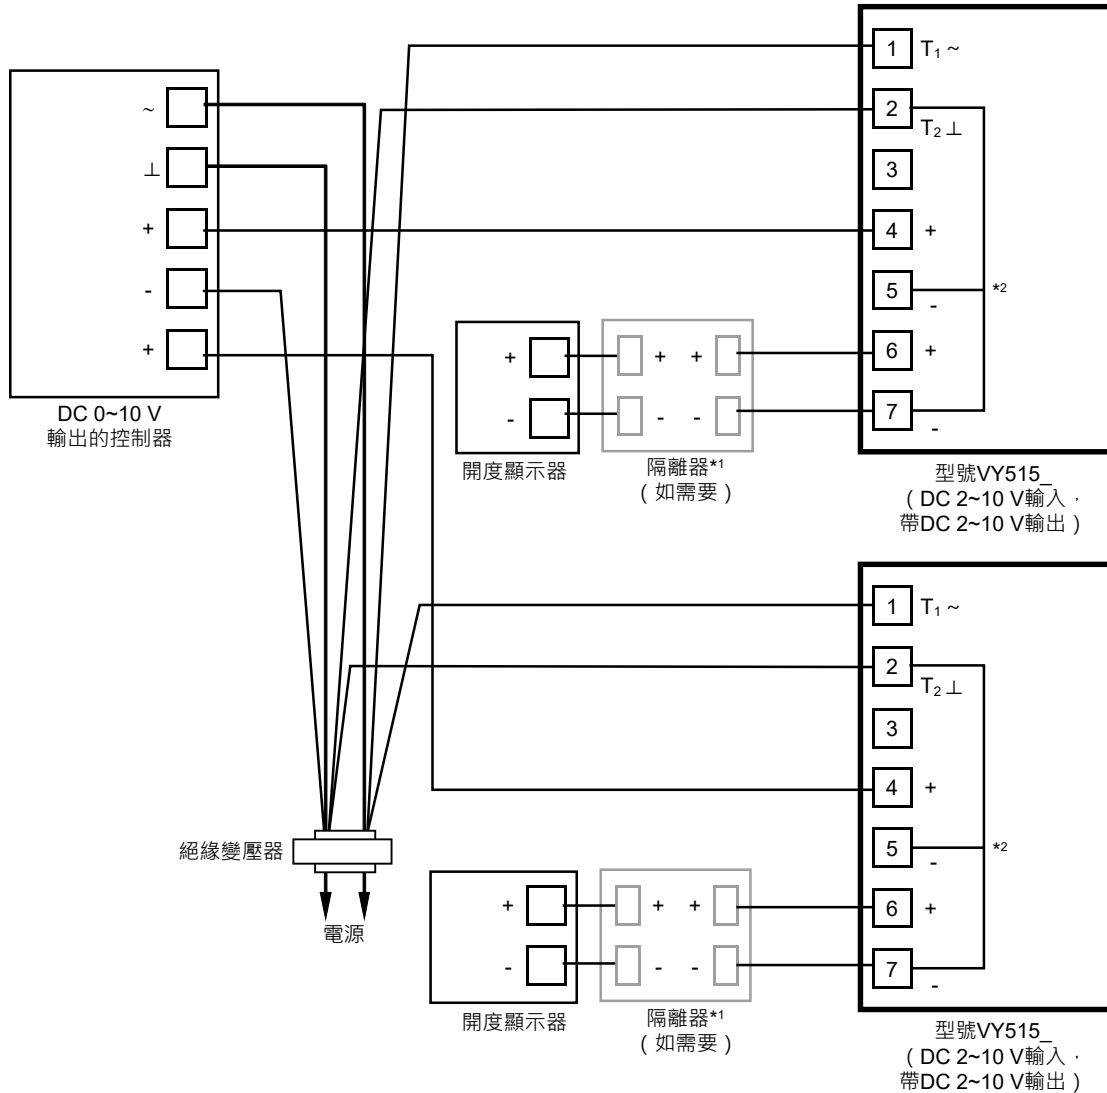 ~
⊥
+
-
+
DC 0~10 V
輸出的控制器
1 T₁ ~
2 T₂ ⊥
3
4 +
5 - *²
6 +
7 -
+ + +
- - -
開度顯示器
隔離器*¹
(如需要)
型號VY515_
(DC 2~10 V輸入，
帶DC 2~10 V輸出)
1 T₁ ~
2 T₂ ⊥
3
4 +
5 - *²
6 +
7 -
絕緣變壓器
電源
+ + +
- - -
開度顯示器
隔離器*¹
(如需要)
型號VY515_
(DC 2~10 V輸入，
帶DC 2~10 V輸出)